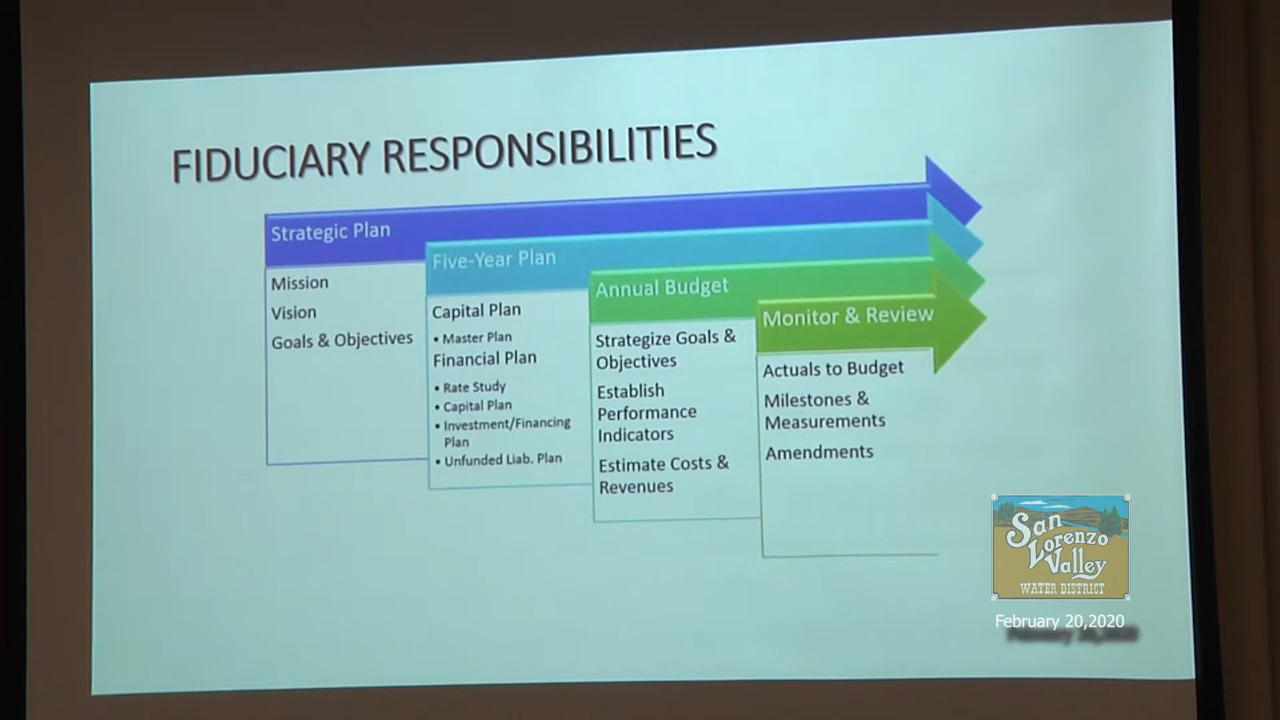 FIDUCIARY RESPONSIBILITIES
Strategic Plan
Mission
Vision
Goals & Objectives
Five-Year Plan
Capital Plan
• Master Plan
Financial Plan
• Rate Study
• Capital Plan
• Investment/Financing
Plan
• Unfunded Liab. Plan
Annual Budget
Strategize Goals &
Objectives
Establish
Performance
Indicators
Estimate Costs &
Revenues
Monitor & Review
Actuals to Budget
Milestones &
Measurements
Amendments
San
Lorenzo
Valley
WATER DISTRICT
February 20,2020